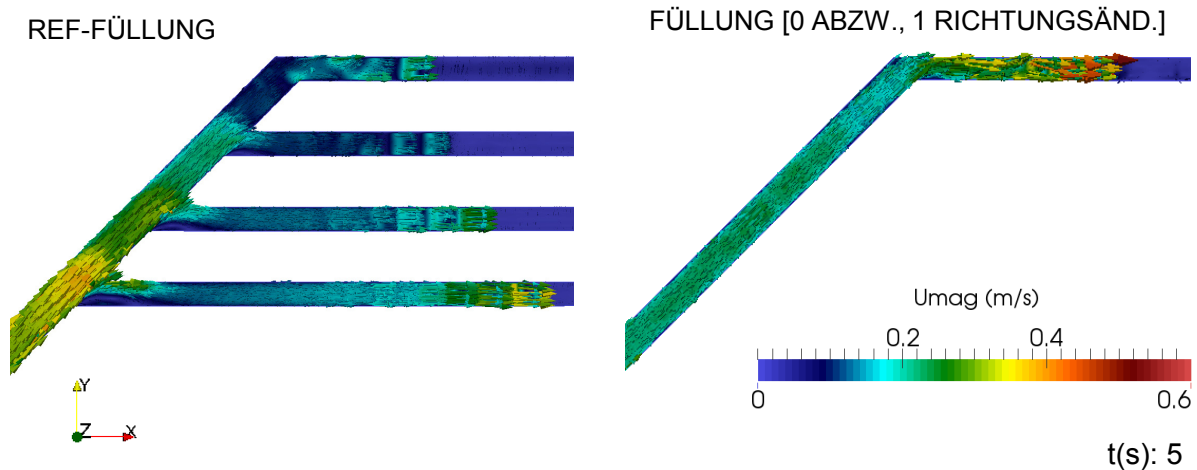 REF-FÜLLUNG
FÜLLUNG [0 ABZW., 1 RICHTUNGSÄND.]
Umag (m/s)
0.2 0.4
0 0.6
Y
Z X
t(s): 5